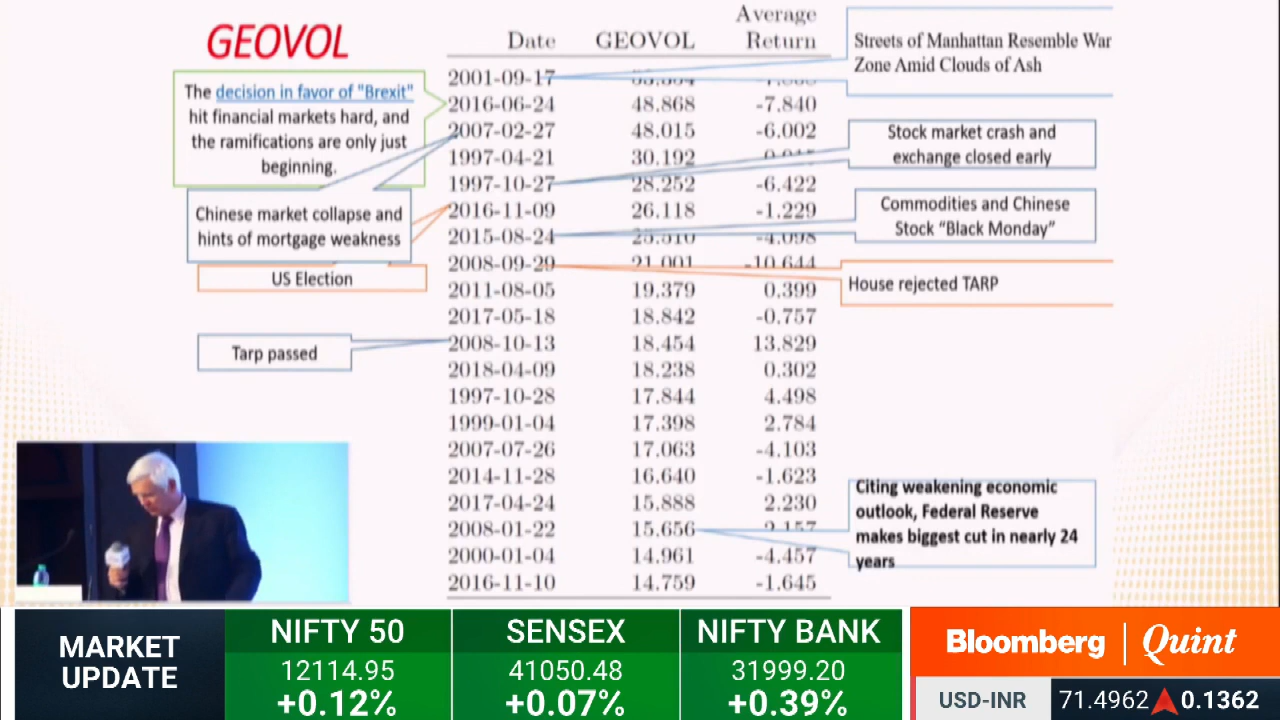 GEOVOL
Average
Date GEOVOL Return
2001-09-17
2016-06-24 48.868 -7.840
2007-02-27 48.015 -6.002
1997-04-21 30.192
1997-10-27 28.252 -6.422
2016-11-09 26.118 -1.229
2015-08-24
2008-09-29 21.001 -10.644
2011-08-05 19.379 0.399
2017-05-18 18.842 -0.757
2008-10-13 18.454 13.829
2018-04-09 18.238 0.302
1997-10-28 17.844 4.498
1999-01-04 17.398 2.784
2007-07-26 17.063 -4.103
2014-11-28 16.640 -1.623
2017-04-24 15.888 2.230
2008-01-22 15.656
2000-01-04 14.961 -4.457
2016-11-10 14.759 -1.645
The decision in favor of "Brexit"
hit financial markets hard, and
the ramifications are only just
beginning.
Chinese market collapse and
hints of mortgage weakness
US Election
Tarp passed
Streets of Manhattan Resemble War
Zone Amid Clouds of Ash
Stock market crash and
exchange closed early
Commodities and Chinese
Stock “Black Monday”
House rejected TARP
Citing weakening economic
outlook, Federal Reserve
makes biggest cut in nearly 24
years
MARKET
UPDATE
NIFTY 50
12114.95
+0.12%
SENSEX
41050.48
+0.07%
NIFTY BANK
31999.20
+0.39%
Bloomberg | Quint
USD-INR 71.4962 0.1362